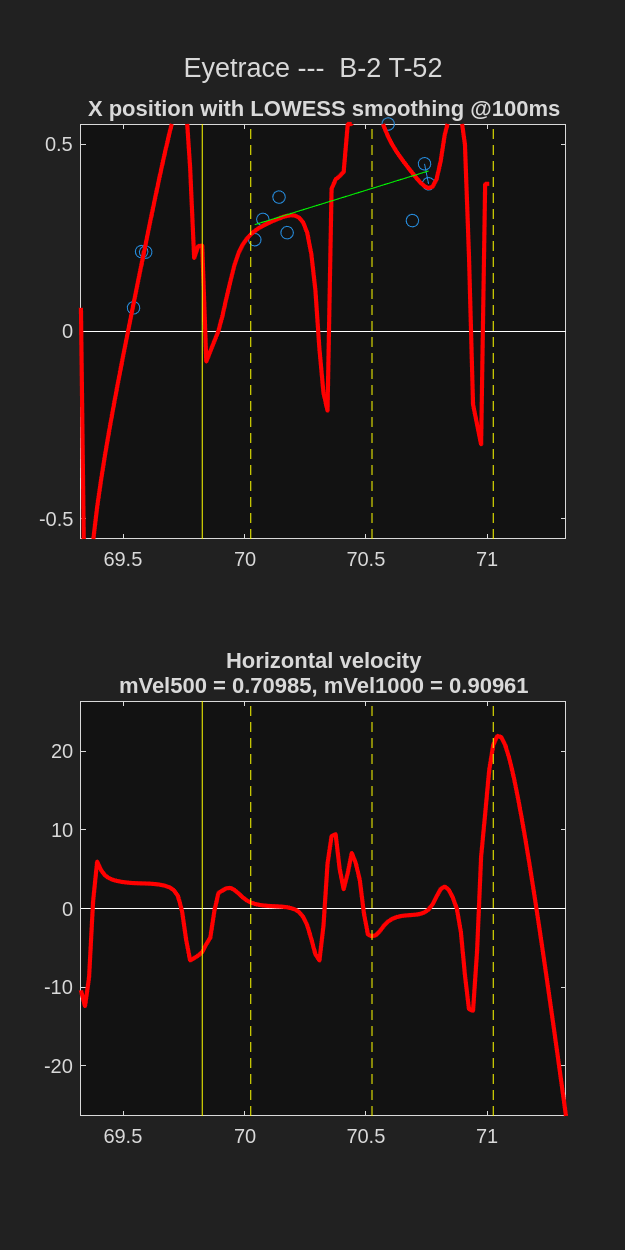 Eyetrace ---  B-2 T-52
X position with LOWESS smoothing @100ms
0.5
0
-0.5
69.5 70 70.5 71
Horizontal velocity
mVel500 = 0.70985, mVel1000 = 0.90961
20
10
0
-10
-20
69.5 70 70.5 71